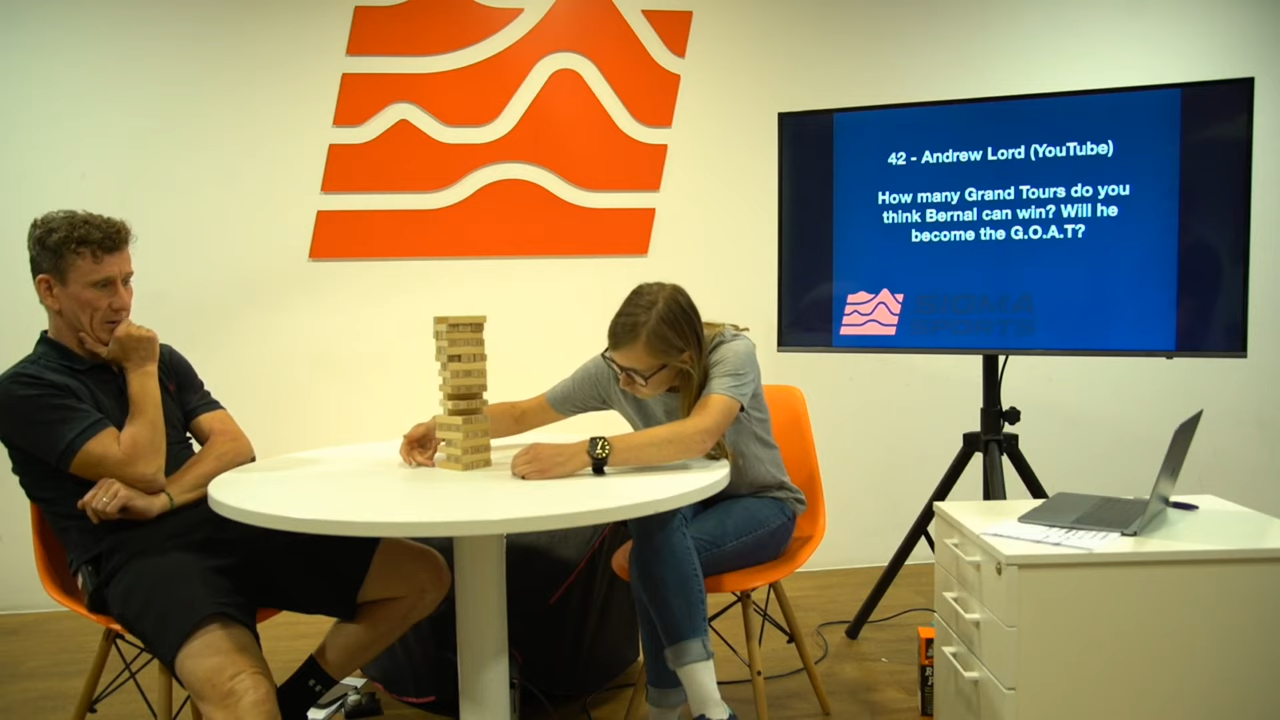 42 - Andrew Lord (YouTube)
How many Grand Tours do you
think Bernal can win? Will he
become the G.O.A.T?
SIGMA
SPORTS